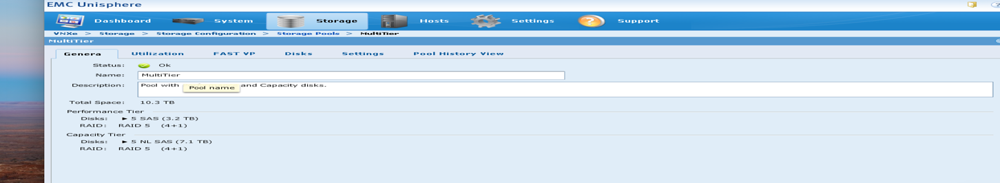 EMC Unisphere
Dashboard System Storage Hosts Settings Support
VNXe > Storage > Storage Configuration > Storage Pools > MultiTier
MultiTier
Genera Utilization FAST VP Disks Settings Pool History View
Status: Ok
Name: MultiTier
Description: Pool with and Capacity disks.
Pool name
Total Space: 10.3 TB
Performance Tier
Disks: ► 5 SAS (3.2 TB)
RAID: RAID 5 (4+1)
Capacity Tier
Disks: ► 5 NL SAS (7.1 TB)
RAID: RAID 5 (4+1)